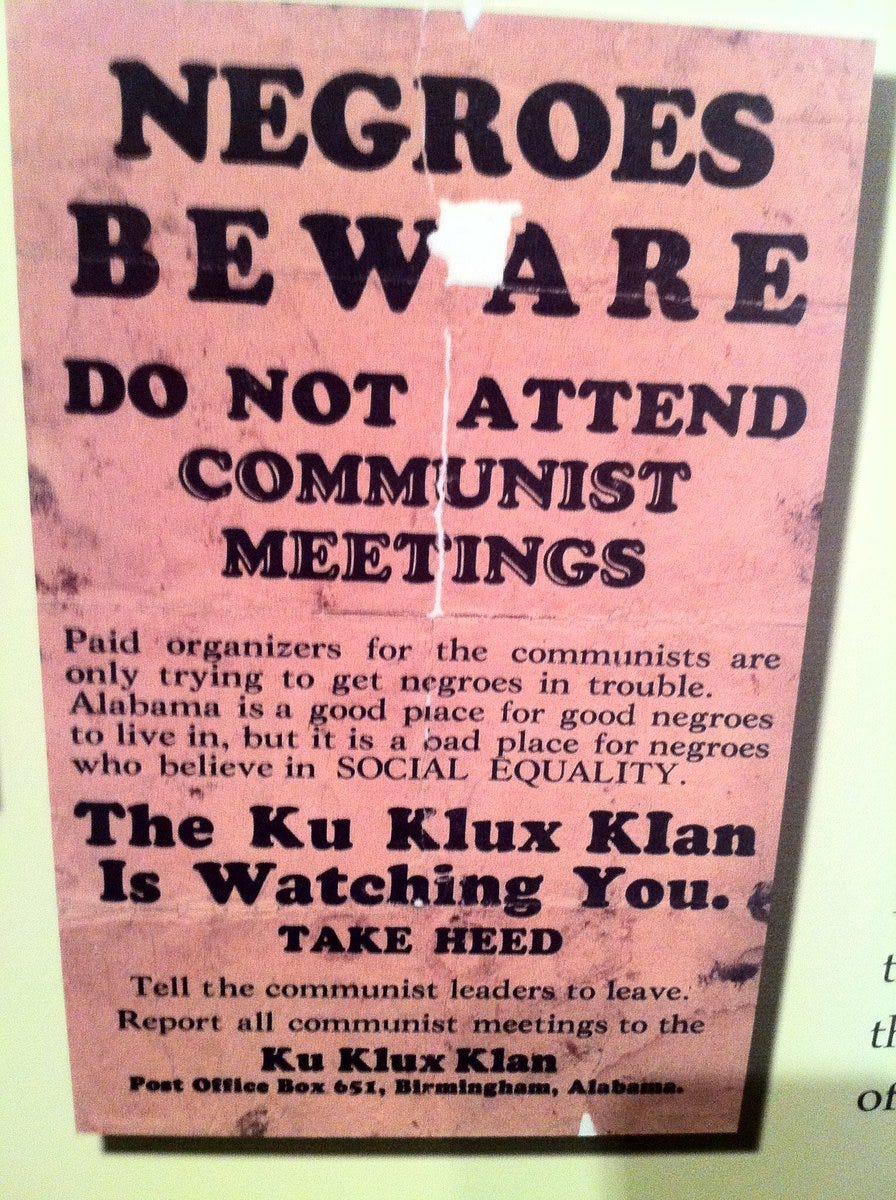 NEGROES
BEWARE
DO NOT ATTEND
COMMUNIST
MEETINGS
Paid organizers for the communists are
only trying to get negroes in trouble.
Alabama is a good place for good negroes
to live in, but it is a bad place for negroes
who believe in SOCIAL EQUALITY.
The Ku Klux Klan
Is Watching You.
TAKE HEED
Tell the communist leaders to leave.
Report all communist meetings to the
Ku Klux Klan
Post Office Box 651, Birmingham, Alabama.